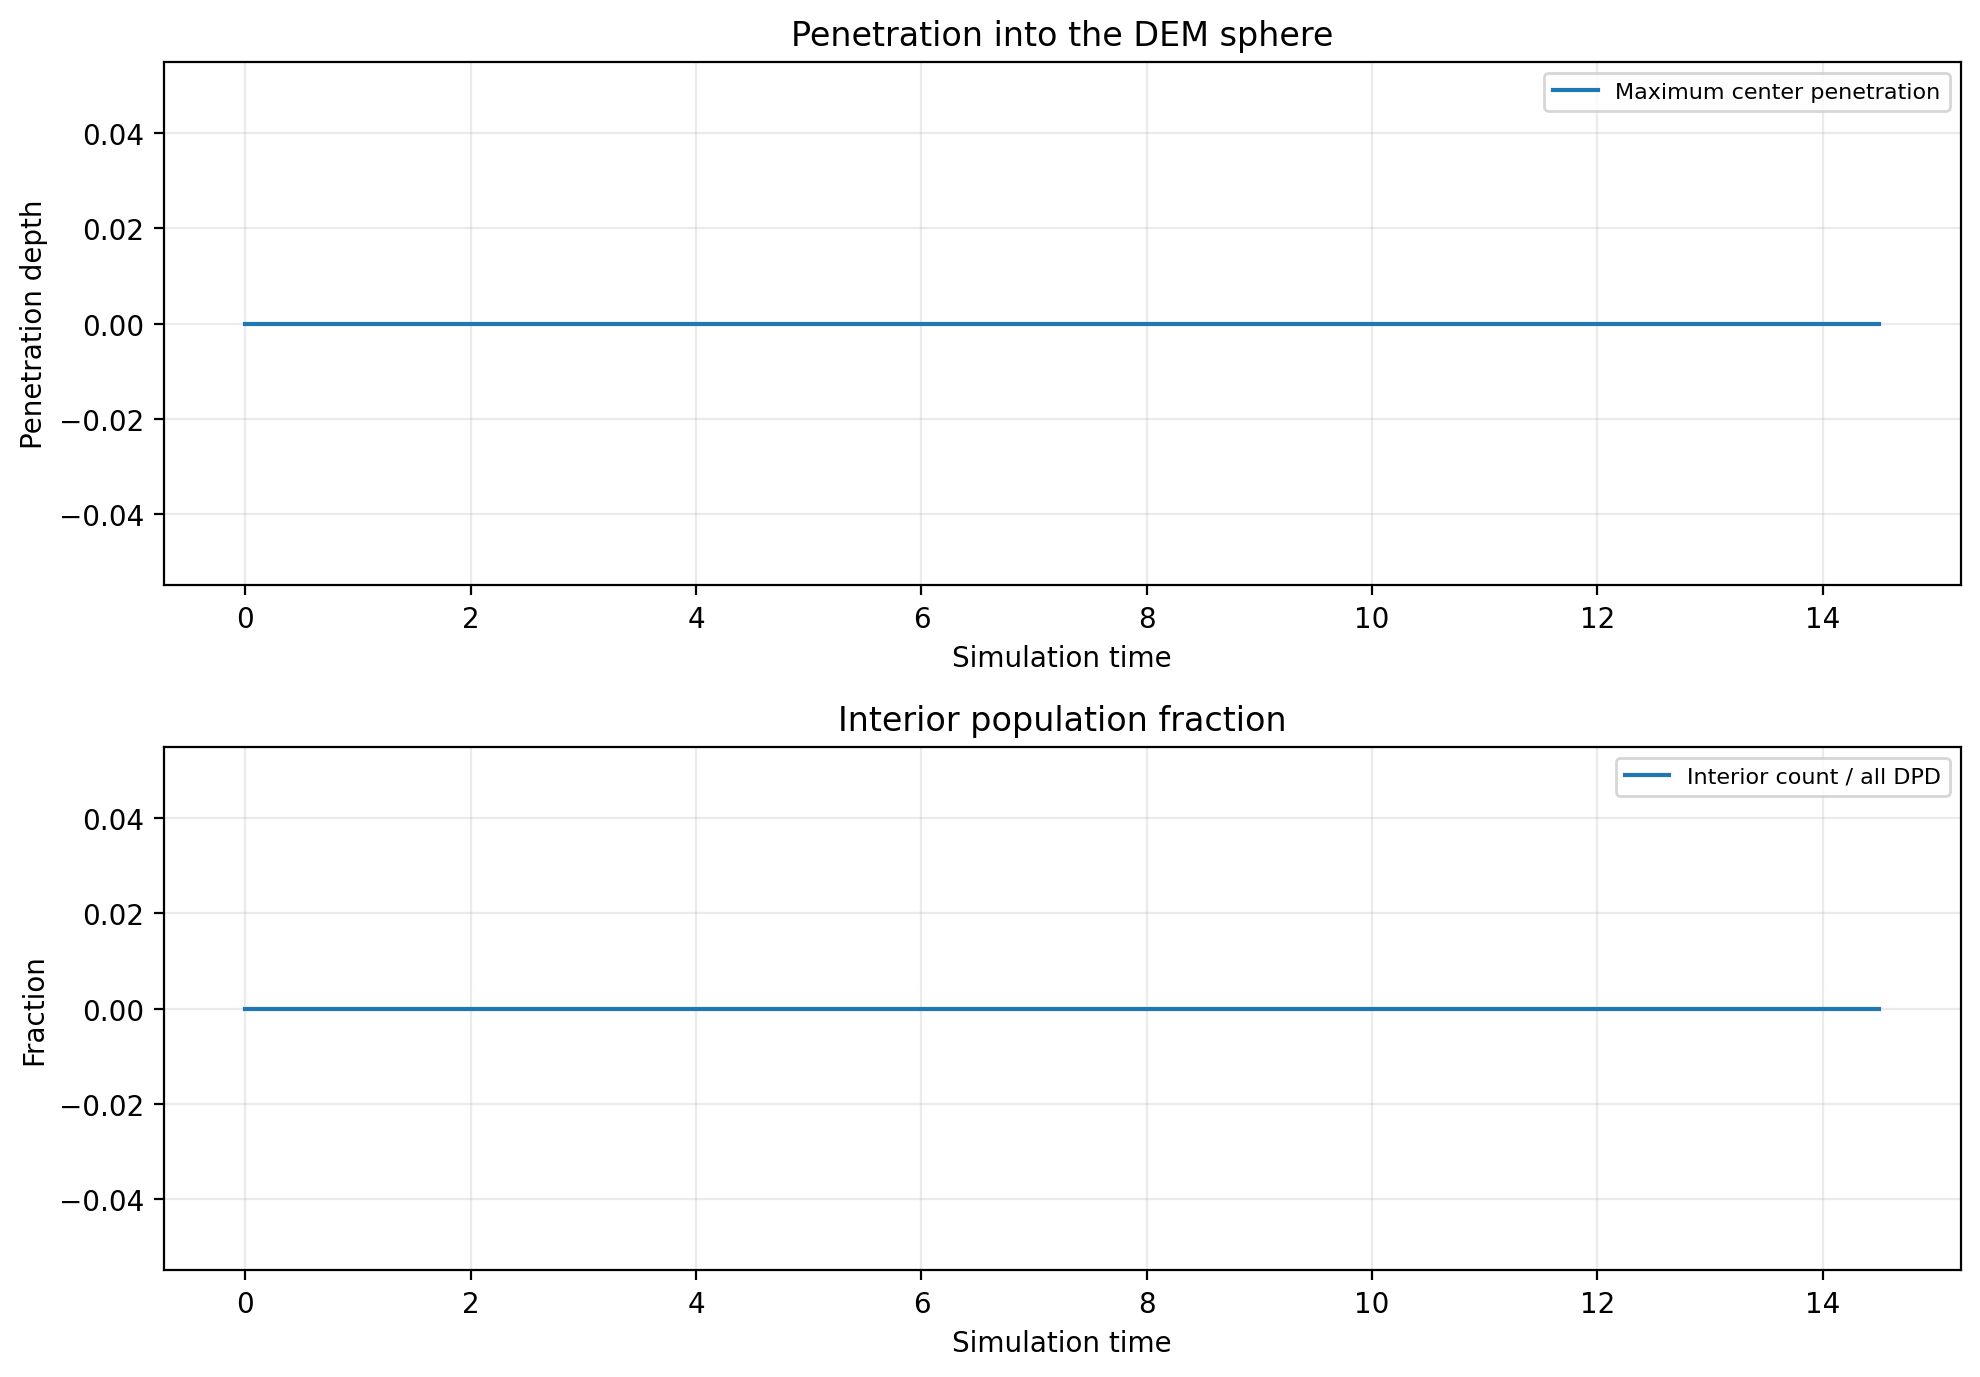 Penetration into the DEM sphere
Maximum center penetration
0.04
0.02
0.00
−0.02
−0.04
Penetration depth
0 2 4 6 8 10 12 14
Simulation time
Interior population fraction
Interior count / all DPD
0.04
0.02
0.00
−0.02
−0.04
Fraction
0 2 4 6 8 10 12 14
Simulation time